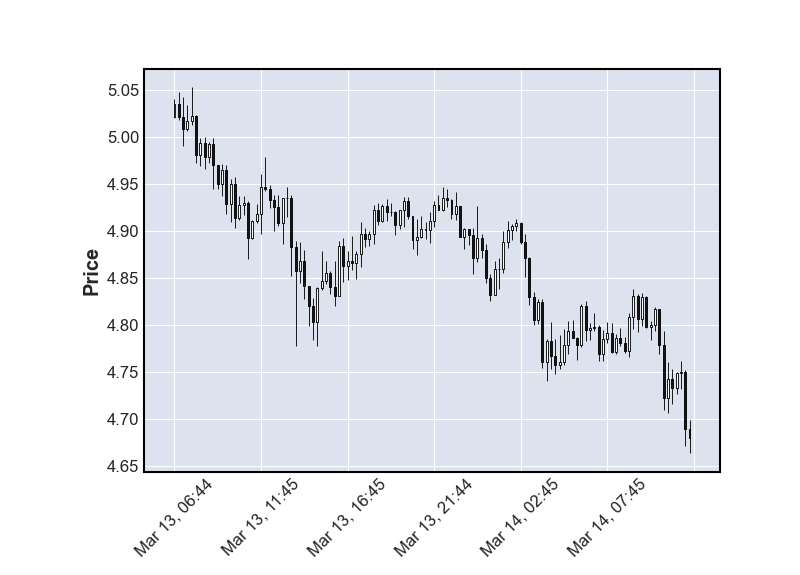 5.05
5.00
4.95
4.90
4.85
4.80
4.75
4.70
4.65
Price
Mar 13, 06:44
Mar 13, 11:45
Mar 13, 16:45
Mar 13, 21:44
Mar 14, 02:45
Mar 14, 07:45